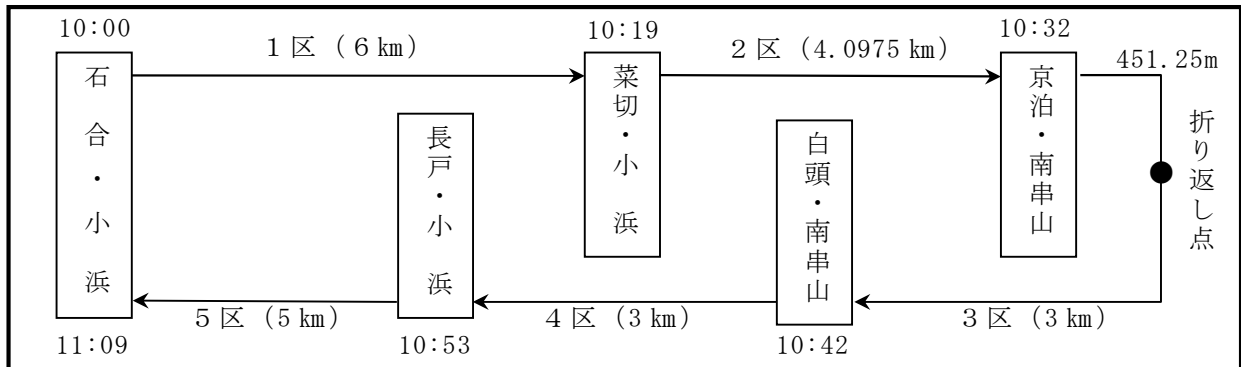 10:00
１区（６㎞）
10:19
２区（4.0975㎞）
10:32
451.25m
石合・小浜
長戸・小浜
菜切・小浜
白頭・南串山
京泊・南串山
折り返し点
11:09
５区（5㎞）
10:53
４区（3㎞）
10:42
３区（3㎞）